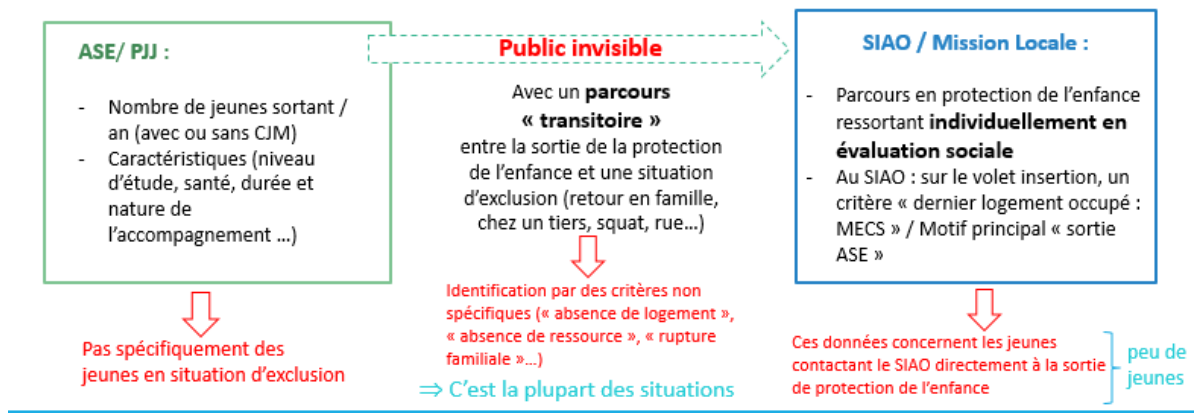 ASE/ PJJ :
- Nombre de jeunes sortant /
an (avec ou sans CJM)
- Caractéristiques (niveau
d'étude, santé, durée et
nature de
l'accompagnement …)
Pas spécifiquement des
jeunes en situation d'exclusion
Public invisible
Avec un parcours
« transitoire »
entre la sortie de la protection
de l'enfance et une situation
d'exclusion (retour en famille,
chez un tiers, squat, rue…)
Identification par des critères non
spécifiques (« absence de logement »,
« absence de ressource », « rupture
familiale »…)
⇒ C'est la plupart des situations
SIAO / Mission Locale :
- Parcours en protection de l'enfance
ressortant individuellement en
évaluation sociale
- Au SIAO : sur le volet insertion, un
critère « dernier logement occupé :
MECS » / Motif principal « sortie
ASE »
Ces données concernent les jeunes
contactant le SIAO directement à la sortie
de protection de l'enfance
peu de
jeunes